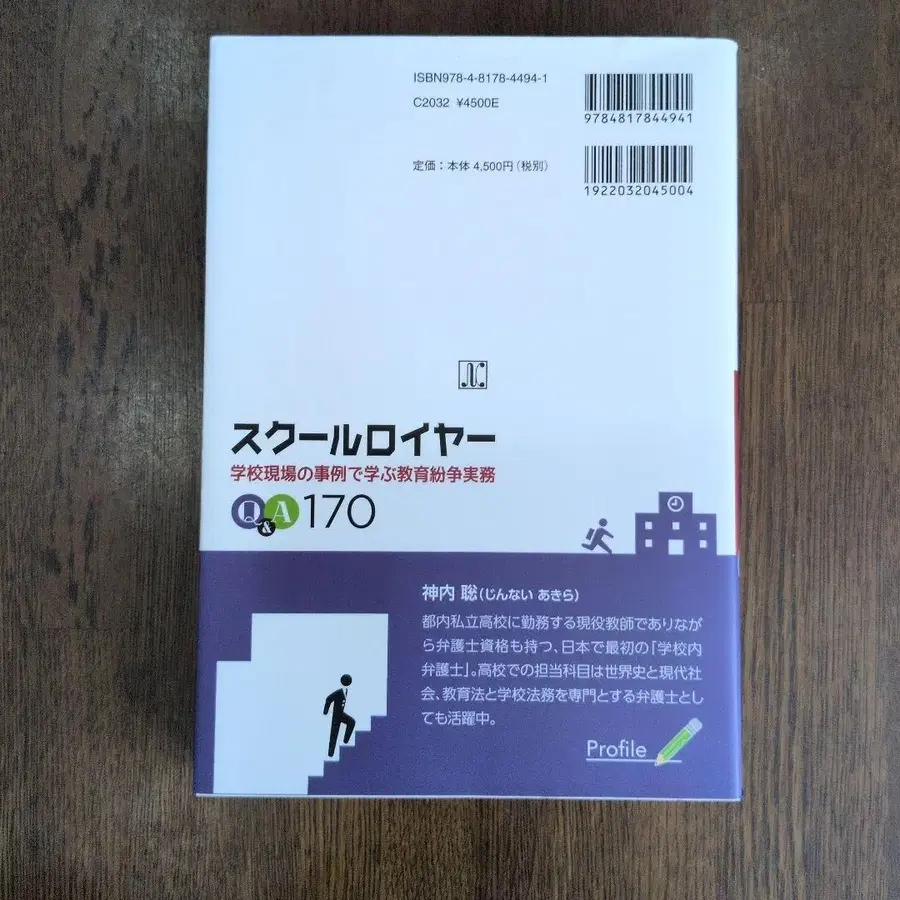 ISBN978-4-8178-4494-1
C2032 ¥4500E
9784817844941
定価：本体 4,500円（税別）
1922032045004
スクールロイヤー
学校現場の事例で学ぶ教育紛争実務
Q&A170
神内 聡（じんない あきら）
都内私立高校に勤務する現役教師でありなが
ら弁護士資格も持つ、日本で最初の「学校内
弁護士」。高校での担当科目は世界史と現代社
会、教育法と学校法務を専門とする弁護士とし
ても活躍中。
Profile